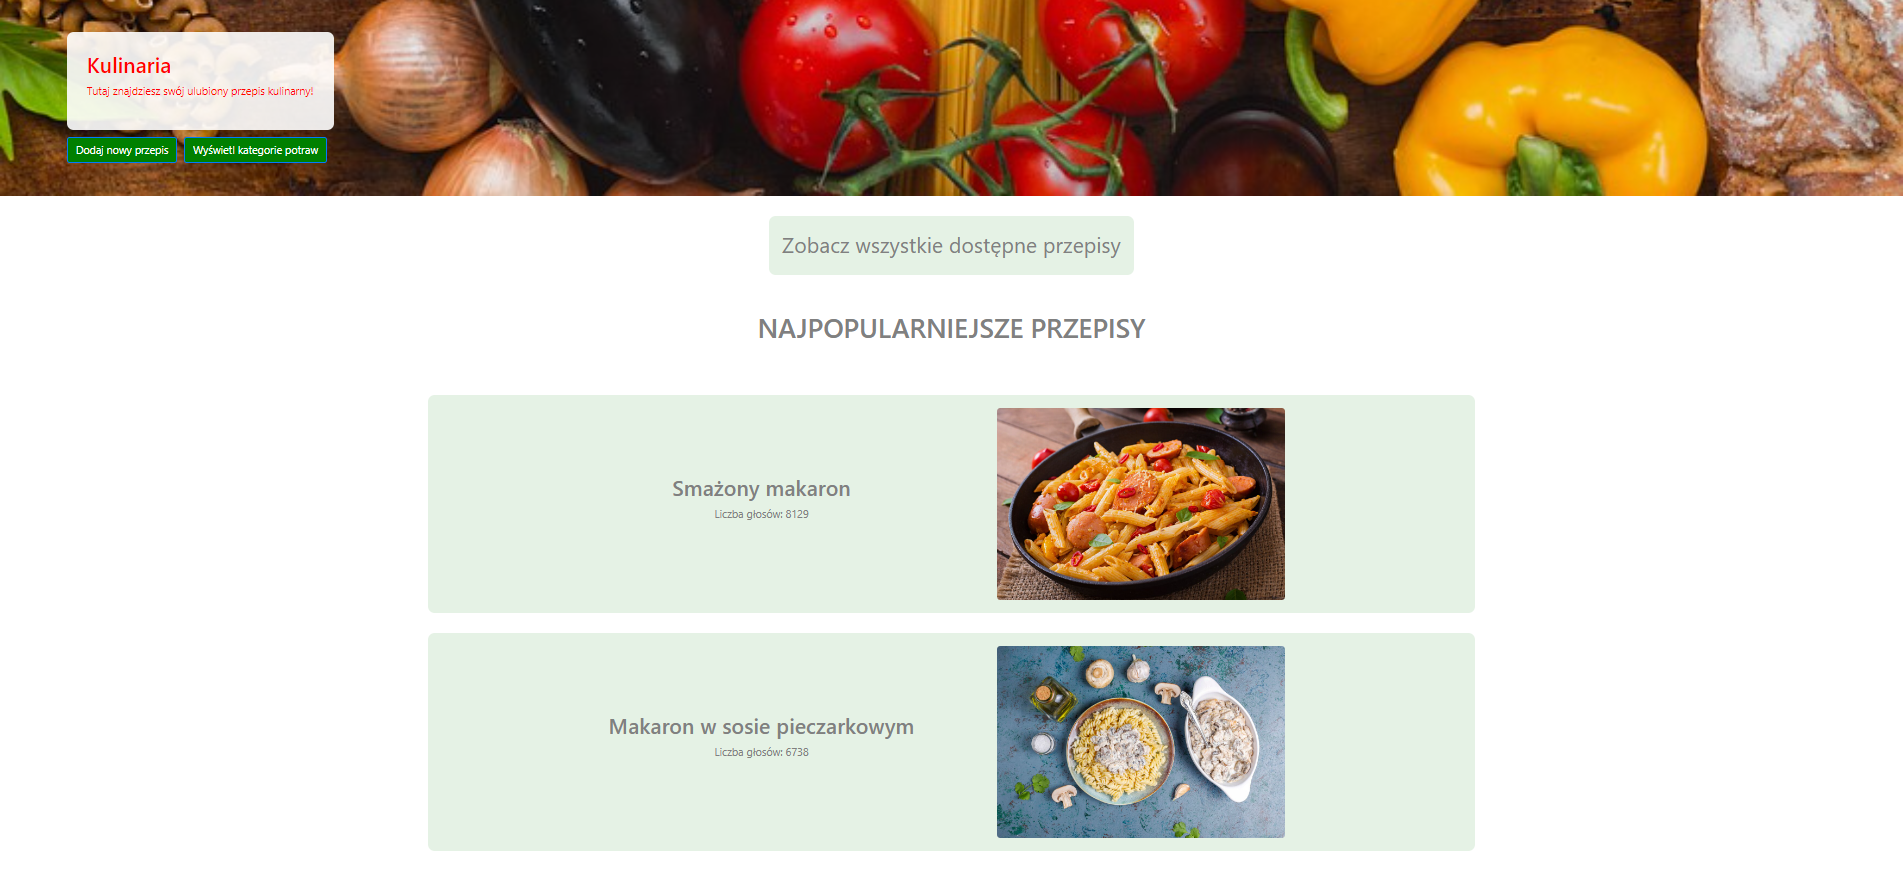 Kulinaria
Tutaj znajdziesz swój ulubiony przepis kulinarny!
Dodaj nowy przepis
Wyświetl kategorie potraw
Zobacz wszystkie dostępne przepisy
NAJPOPULARNIEJSZE PRZEPISY
Smażony makaron
Liczba głosów: 8129
Makaron w sosie pieczarkowym
Liczba głosów: 6738